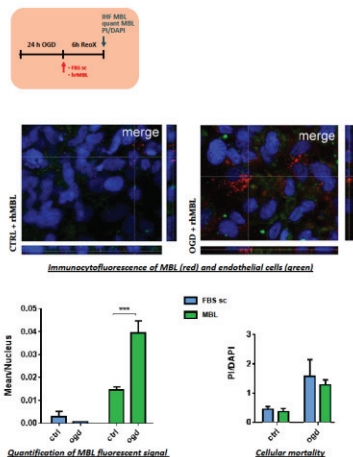 IHF MBL
quant MBL
PI/DAPI
24 h OGD
6h ReoX
- FBS sc
- hrMBL
merge
merge
CTRL + rhMBL
OGD + rhMBL
Immunocytofluorescence of MBL (red) and endothelial cells (green)
0.05
0.04
0.03
0.02
0.01
0.00
Mean/Nucleus
***
ctrl
ogd
ctrl
ogd
FBS sc
MBL
3
2
1
0
PI/DAPI
ctrl
ogd
Quantification of MBL fluorescent signal
Cellular mortality